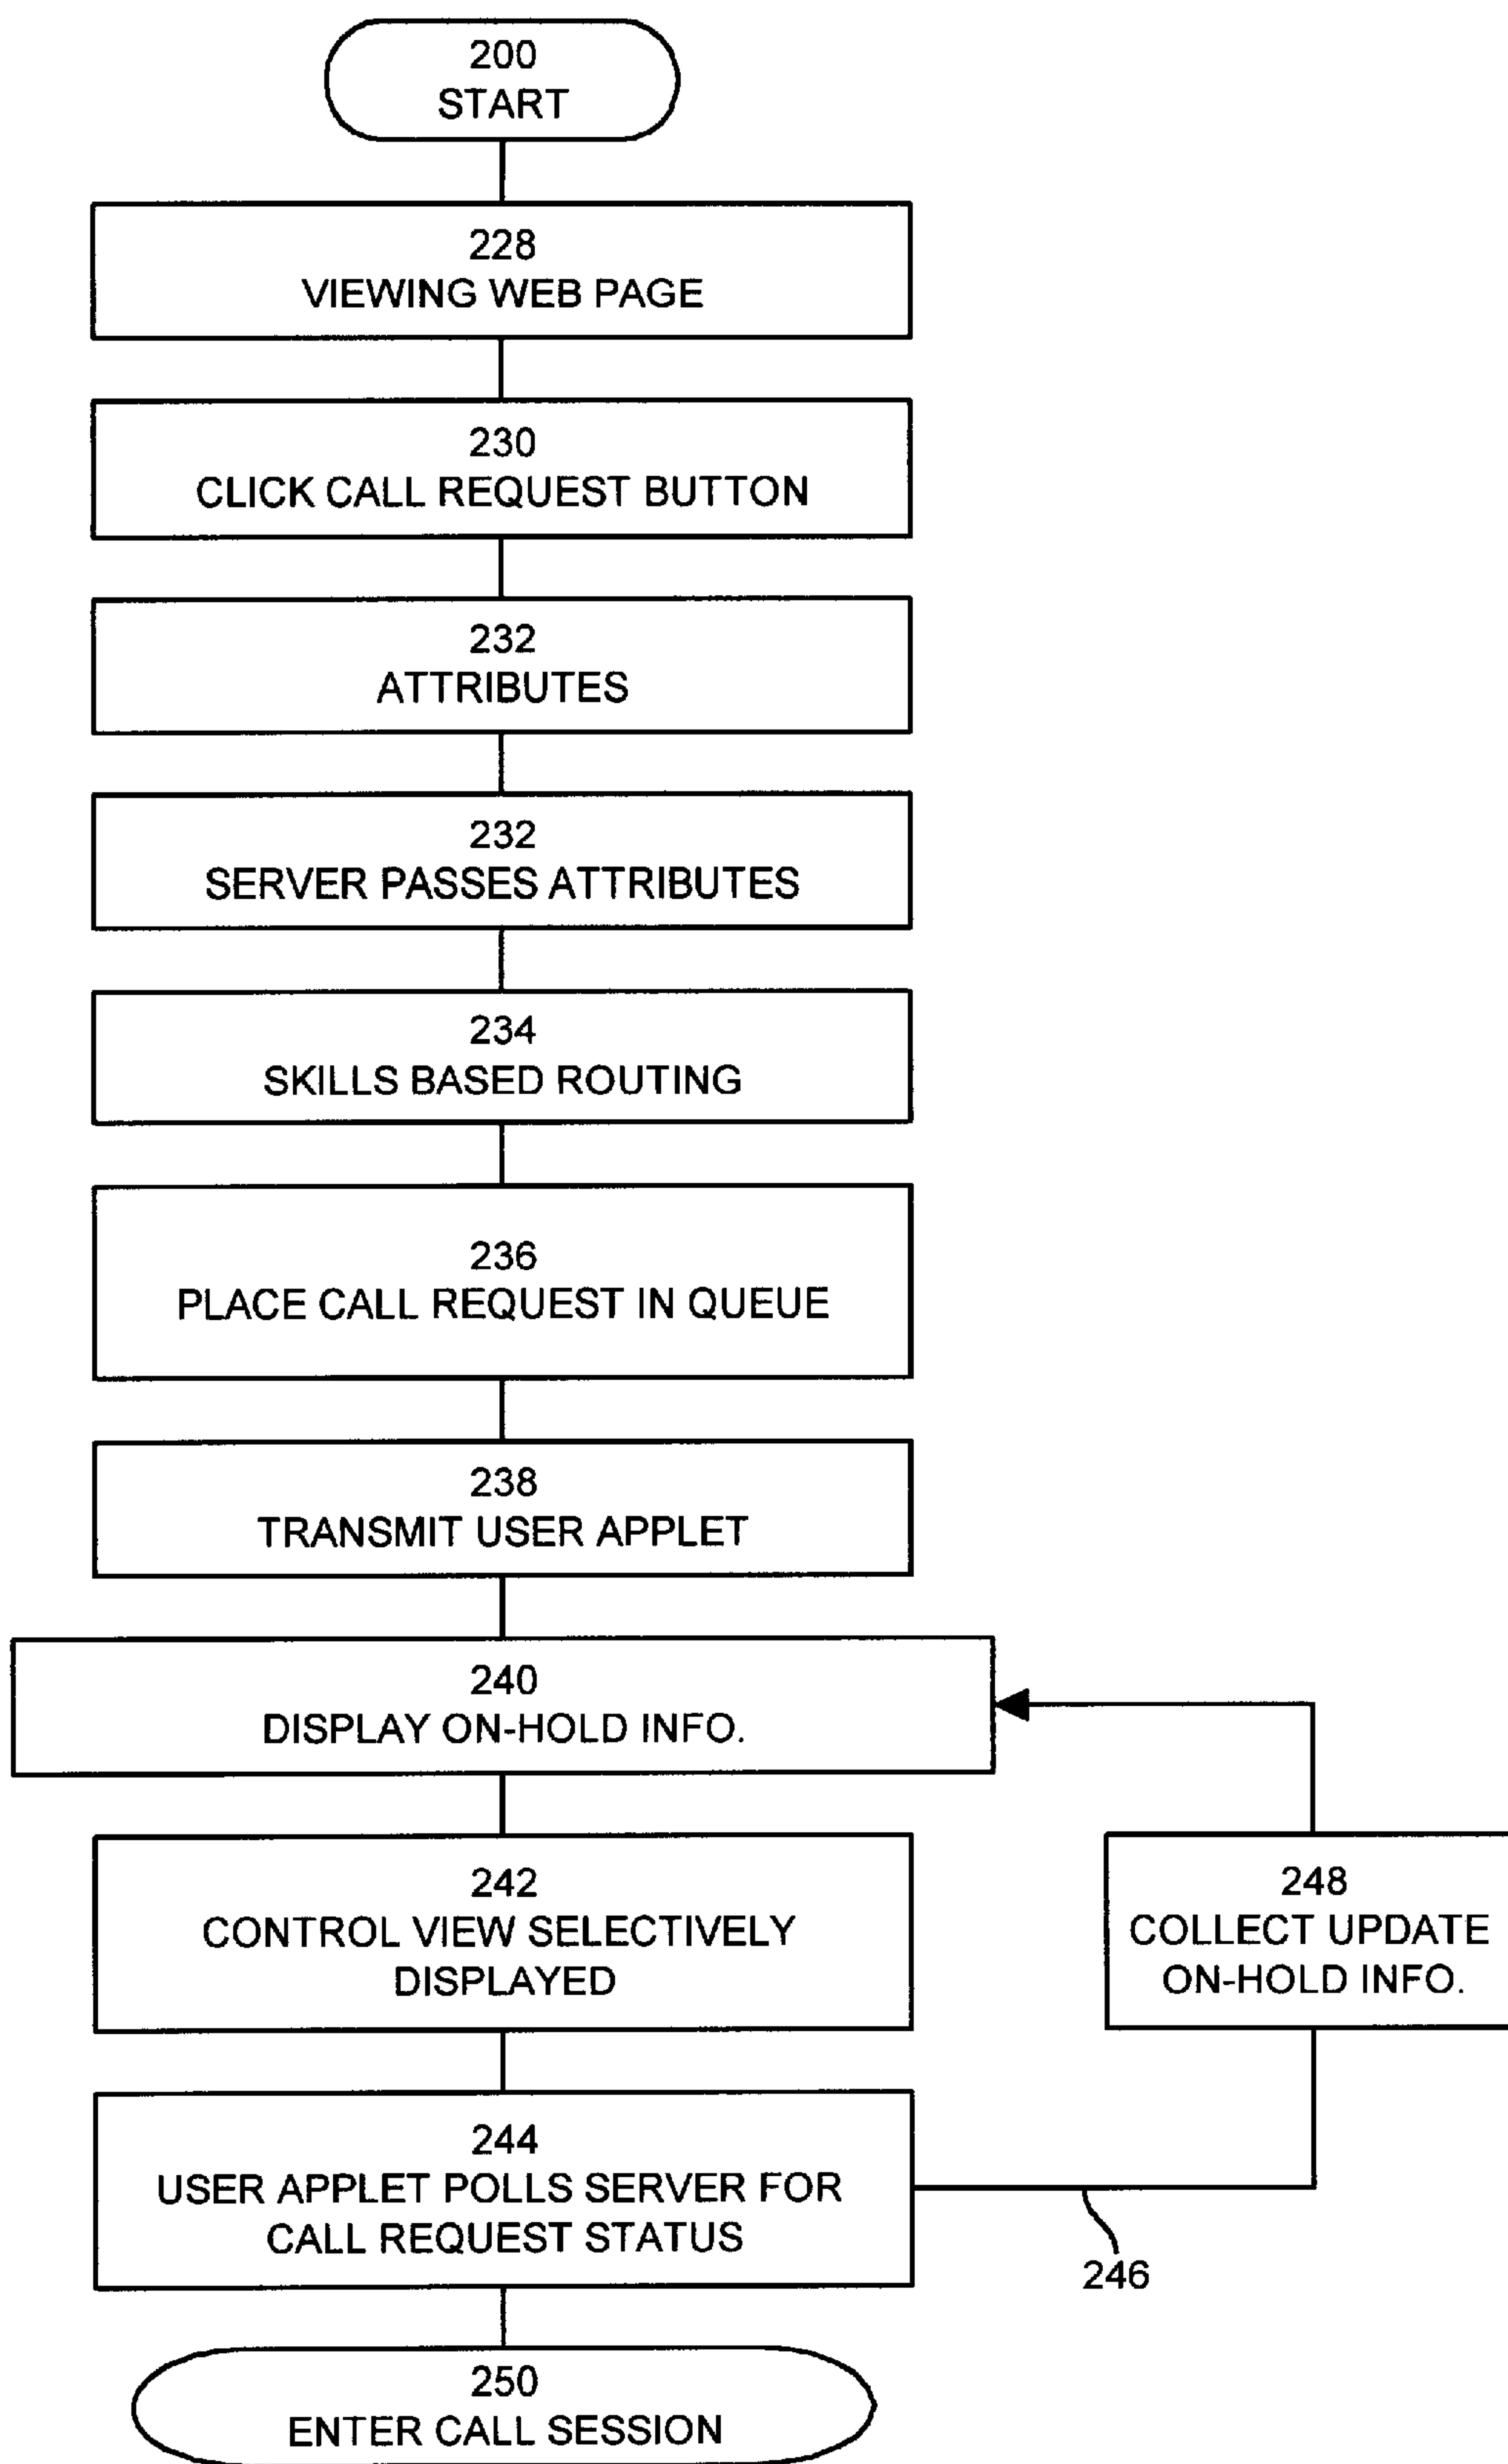 200
START
228
VIEWING WEB PAGE
230
CLICK CALL REQUEST BUTTON
232
ATTRIBUTES
232
SERVER PASSES ATTRIBUTES
234
SKILLS BASED ROUTING
236
PLACE CALL REQUEST IN QUEUE
238
TRANSMIT USER APPLET
240
DISPLAY ON-HOLD INFO.
242
CONTROL VIEW SELECTIVELY
DISPLAYED
248
COLLECT UPDATE
ON-HOLD INFO.
244
USER APPLET POLLS SERVER FOR
CALL REQUEST STATUS
246
250
ENTER CALL SESSION